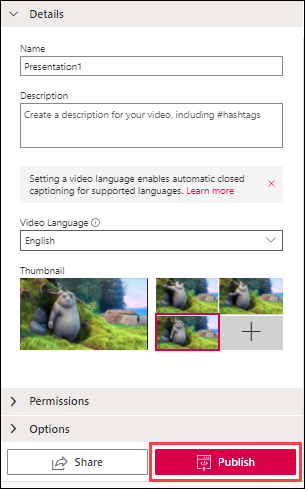 Details
Name
Presentation1
Description
Create a description for your video, including #hashtags
Setting a video language enables automatic closed
captioning for supported languages. Learn more
Video Language
English
Thumbnail
Permissions
Options
Share
Publish